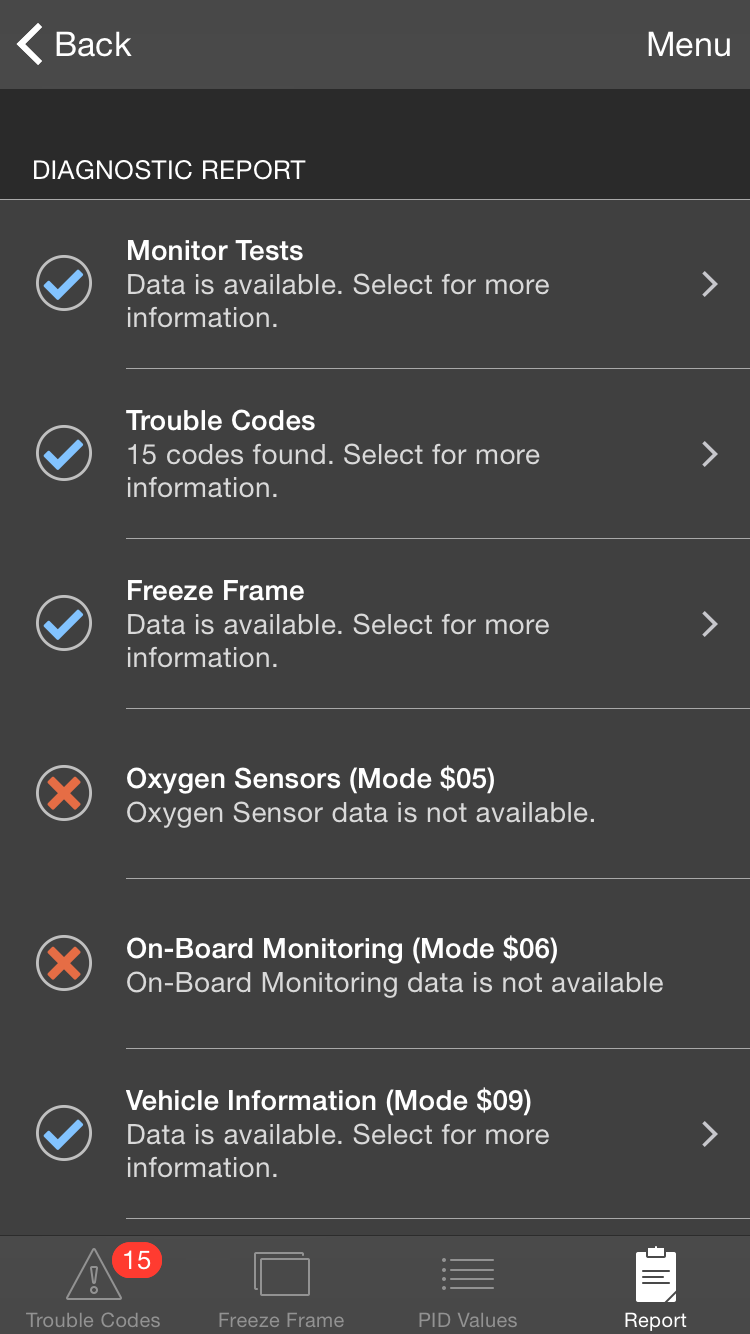 Back
Menu
DIAGNOSTIC REPORT
Monitor Tests
Data is available. Select for more
information.
Trouble Codes
15 codes found. Select for more
information.
Freeze Frame
Data is available. Select for more
information.
Oxygen Sensors (Mode $05)
Oxygen Sensor data is not available.
On-Board Monitoring (Mode $06)
On-Board Monitoring data is not available
Vehicle Information (Mode $09)
Data is available. Select for more
information.
15
Trouble Codes
Freeze Frame
PID Values
Report